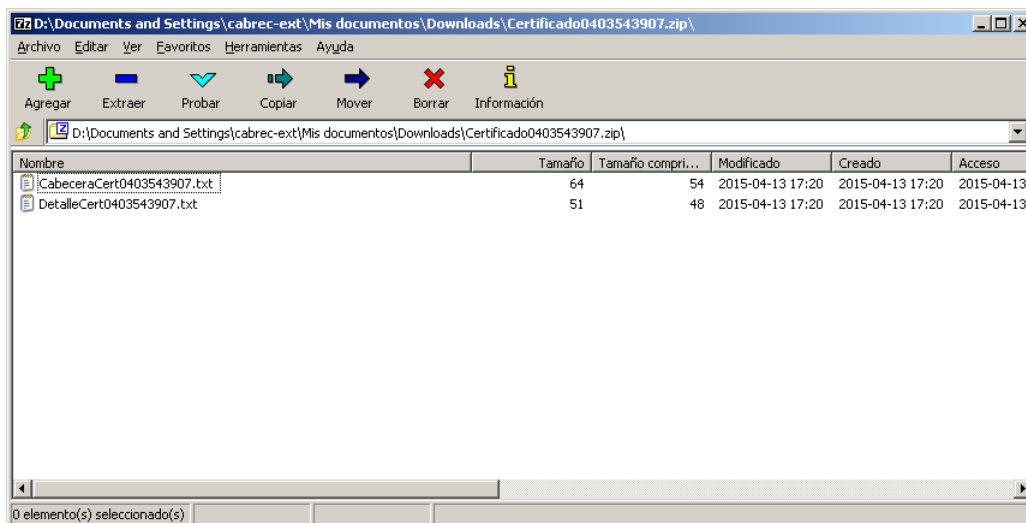 D:\Documents and Settings\cabrec-ext\Mis documentos\Downloads\Certificado0403543907.zip\
Archivo Editar Ver Favoritos Herramientas Ayuda
Agregar Extraer Probar Copiar Mover Borrar Información
D:\Documents and Settings\cabrec-ext\Mis documentos\Downloads\Certificado0403543907.zip\
Nombre Tamaño Tamaño compri... Modificado Creado Acceso
CabeceraCert0403543907.txt 64 54 2015-04-13 17:20 2015-04-13 17:20 2015-04-13
DetalleCert0403543907.txt 51 48 2015-04-13 17:20 2015-04-13 17:20 2015-04-13
0 elemento(s) seleccionado(s)